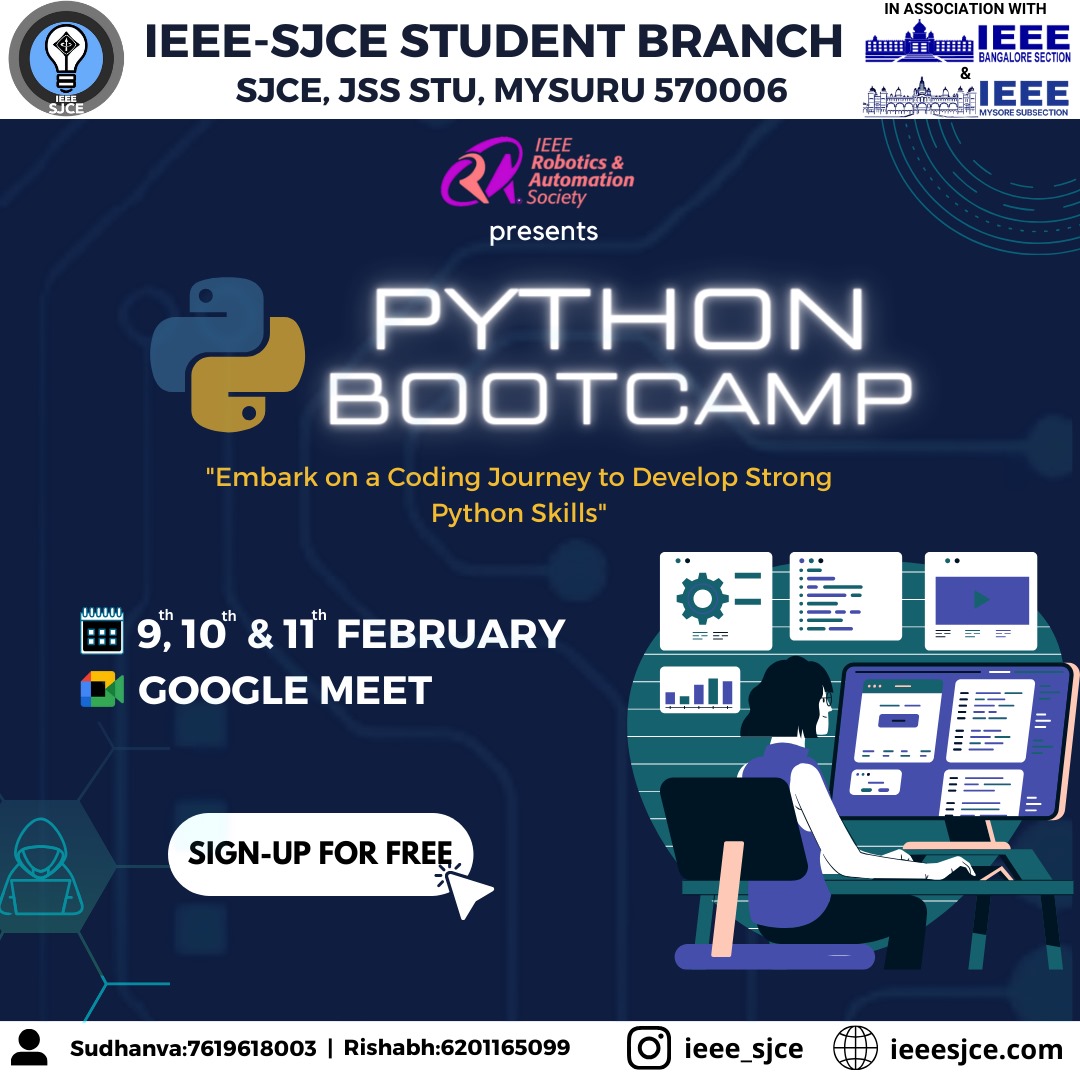 IEEE-SJCE STUDENT BRANCH
SJCE, JSS STU, MYSURU 570006
IEEE
SJCE
IN ASSOCIATION WITH
IEEE
BANGALORE SECTION
&
IEEE
MYSORE SUBSECTION
IEEE
Robotics &
Automation
Society
presents
PYTHON
BOOTCAMP
"Embark on a Coding Journey to Develop Strong
Python Skills"
9th, 10th & 11th FEBRUARY
GOOGLE MEET
SIGN-UP FOR FREE
Sudhanva:7619618003 | Rishabh:6201165099
ieee_sjce
ieeesjce.com